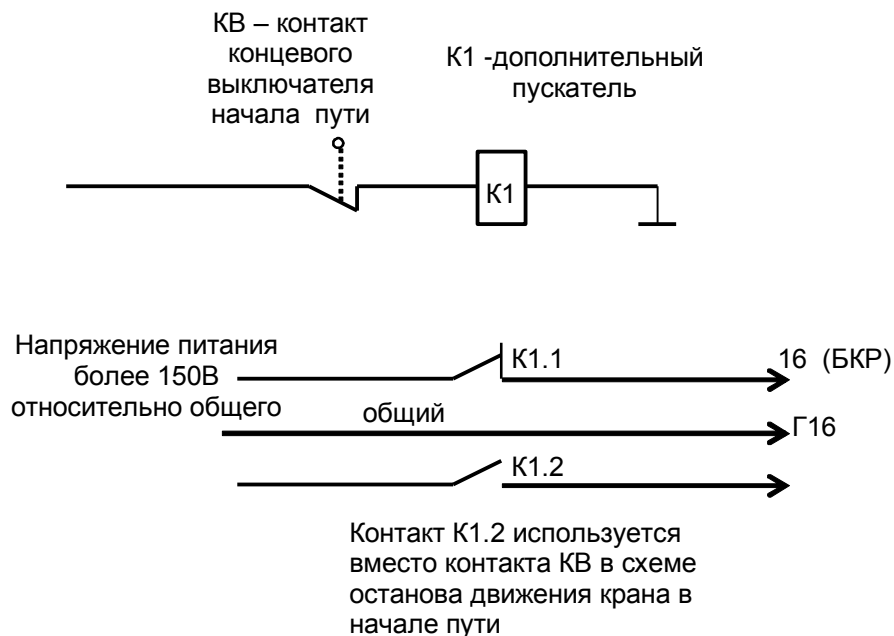 КВ – контакт
концевого
выключателя
начала пути
К1 -дополнительный
пускатель
К1
Напряжение питания
более 150В
относительно общего
К1.1
16 (БКР)
общий
Г16
К1.2
Контакт К1.2 используется
вместо контакта КВ в схеме
останова движения крана в
начале пути